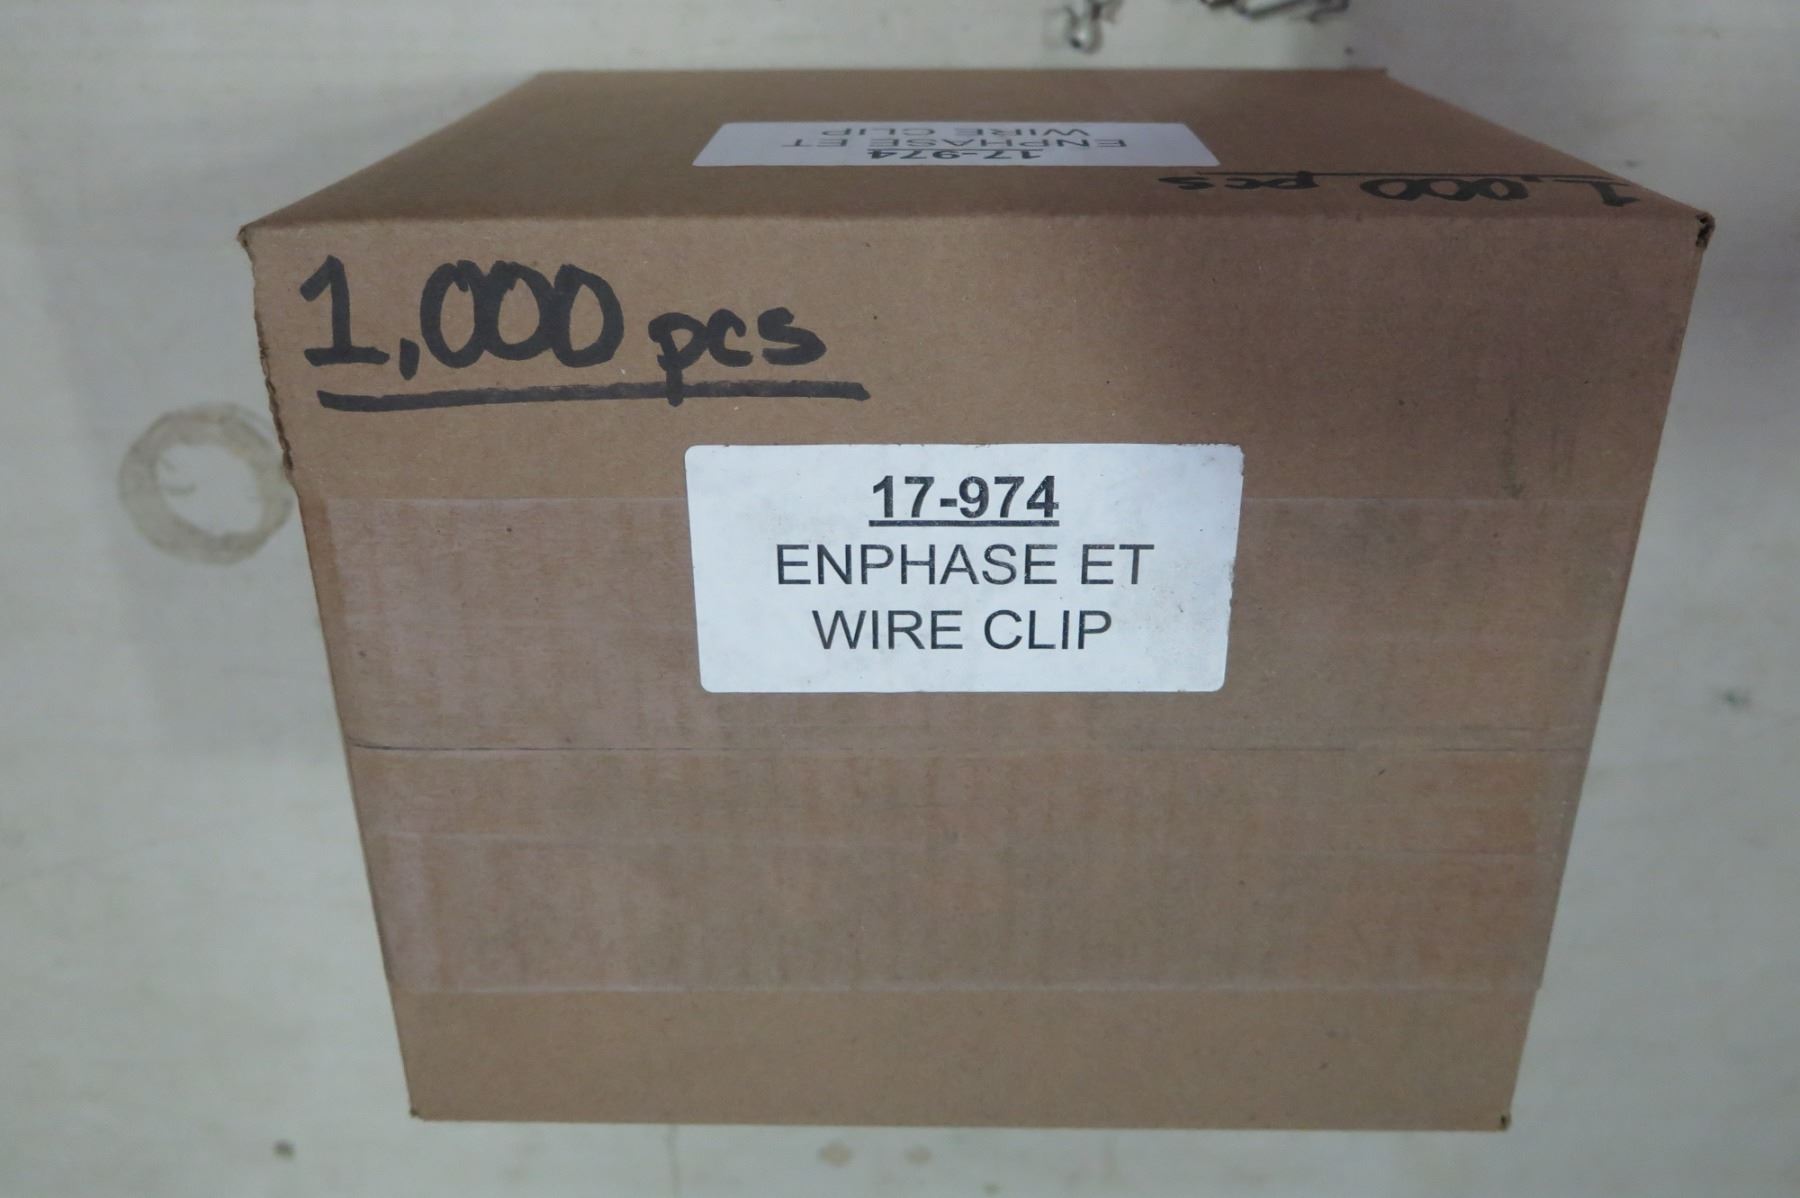 17-974
ENPHASE ET
WIRE CLIP
1,000 pcs
1,000 pcs
17-974
ENPHASE ET
WIRE CLIP